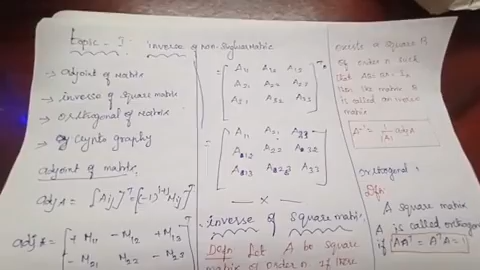 Topic - 3: inverse of non-singular matrix
→ adjoint of matrix
→ inverse of square matrix
→ orthogonal of matrix
→ cryptography
adjoint of matrix
adj A = [Aij]^T = [(-1)^i+j Mij]^T
adj A = [+M11 -M12 +M13
-M21 M22 -M23
= [A11 A12 A13
A21 A22 A23
A31 A32 A33]^T
= [A11 A21 A23
A12 A22 A32
A13 A23 A33]
— x —
inverse of square matrix
Defn Let A be square
matrix of order n if there
exists a square B
of order n such
that AB = BA = In
then the matrix B
is called an inverse
matrix
A^-1 = 1/|A| adj A
orthogonal:
Defn:
A square matrix
A is called orthogonal
if AA^T = A^T A = I